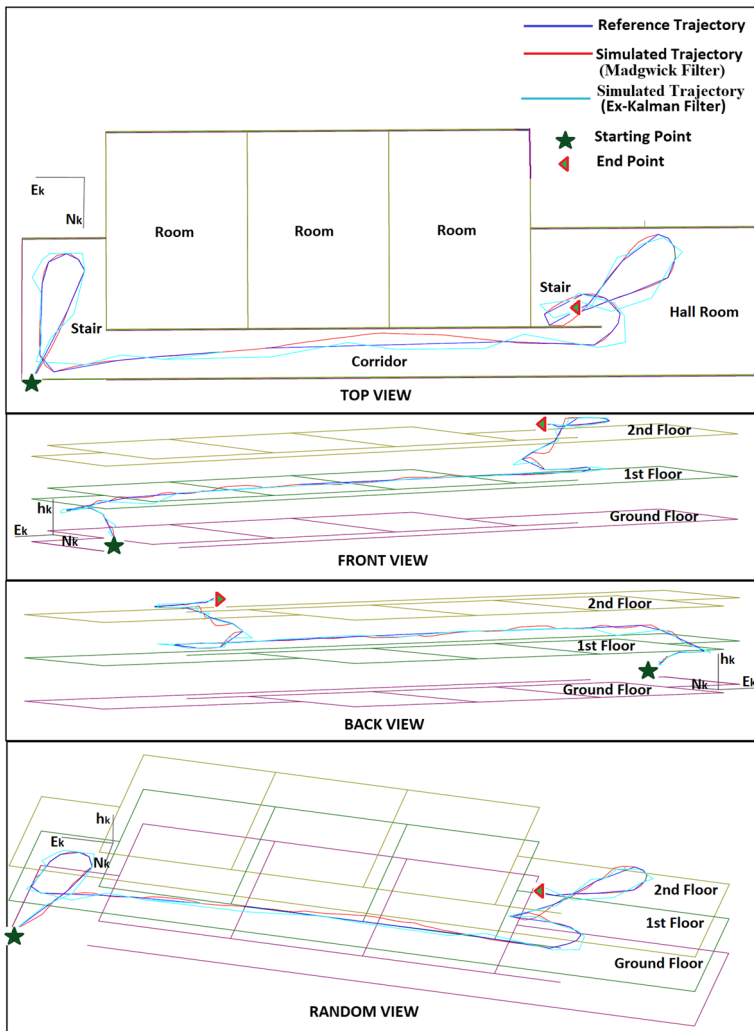 Reference Trajectory
Simulated Trajectory
(Madgwick Filter)
Simulated Trajectory
(Ex-Kalman Filter)
Starting Point
End Point
Ek
Nk
Room
Room
Room
Stair
Stair
Hall Room
Corridor
TOP VIEW
2nd Floor
1st Floor
hk
Ek
Nk
Ground Floor
FRONT VIEW
2nd Floor
1st Floor
hk
Ground Floor
Nk
Ek
BACK VIEW
hk
Ek
Nk
2nd Floor
1st Floor
Ground Floor
RANDOM VIEW